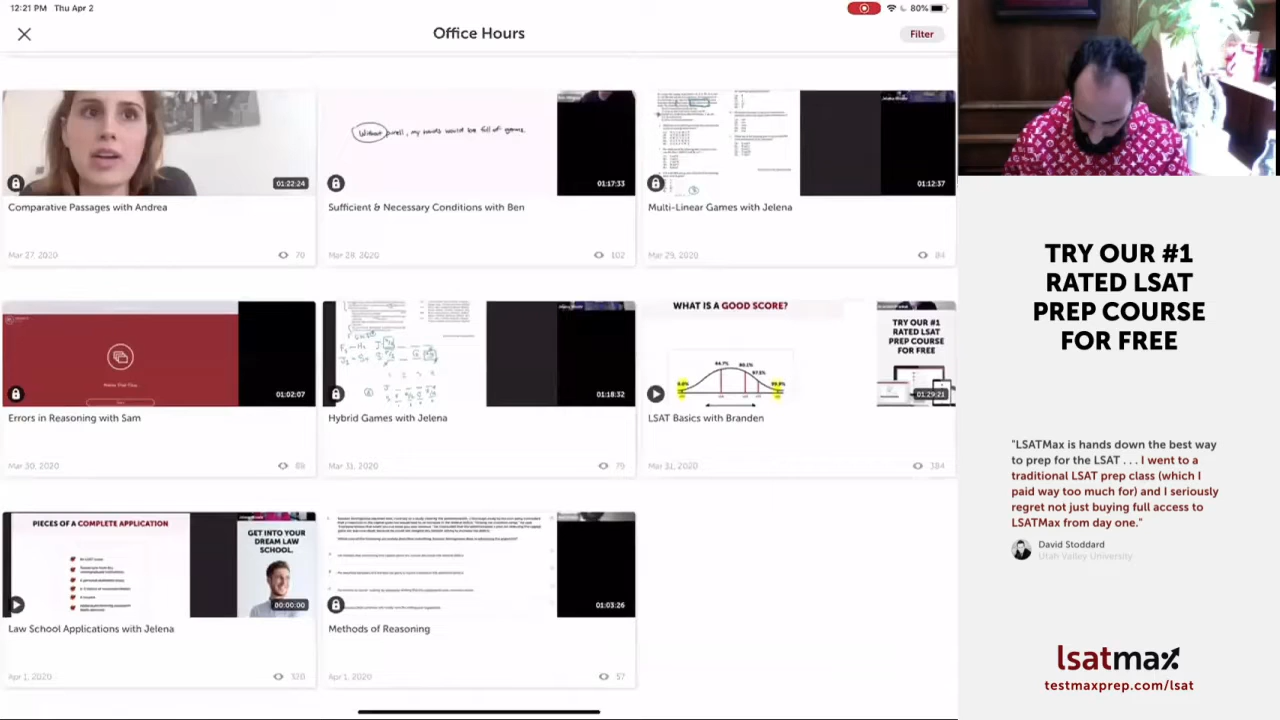 12:21 PM Thu Apr 2
80%
Office Hours
Filter
01:22:24
Comparative Passages with Andrea
Mar 27, 2020
70
Without pencil, my hands would be full of germs.
01:17:33
Sufficient & Necessary Conditions with Ben
Mar 28, 2020
102
01:12:37
Multi-Linear Games with Jelena
Mar 29, 2020
84
01:02:07
Errors in Reasoning with Sam
Mar 30, 2020
89
01:18:32
Hybrid Games with Jelena
Mar 31, 2020
79
WHAT IS A GOOD SCORE?
TRY OUR #1
RATED LSAT
PREP COURSE
FOR FREE
01:29:21
LSAT Basics with Branden
Mar 31, 2020
384
PIECES OF A COMPLETE APPLICATION
GET INTO YOUR
DREAM LAW
SCHOOL.
00:00:00
Law School Applications with Jelena
Apr 1, 2020
320
01:03:26
Methods of Reasoning
Apr 1, 2020
57
TRY OUR #1
RATED LSAT
PREP COURSE
FOR FREE
"LSATMax is hands down the best way
to prep for the LSAT . . . I went to a
traditional LSAT prep class (which I
paid way too much for) and I seriously
regret not just buying full access to
LSATMax from day one."
David Stoddard
Utah Valley University
lsatmax
testmaxprep.com/lsat